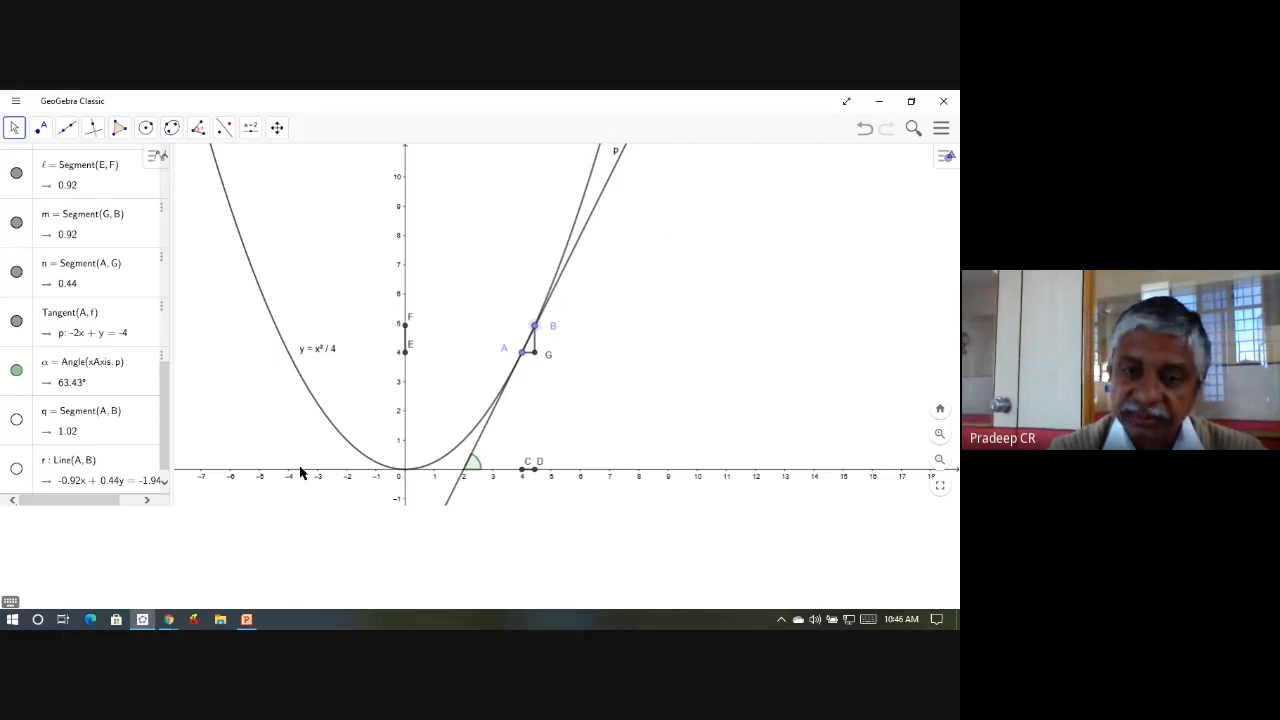 GeoGebra Classic
ℓ = Segment(E, F)
→ 0.92
m = Segment(G, B)
→ 0.92
n = Segment(A, G)
→ 0.44
Tangent(A, f)
→ p: -2x + y = -4
α = Angle(xAxis, p)
→ 63.43°
q = Segment(A, B)
→ 1.02
r : Line(A, B)
→ -0.92x + 0.44y = -1.94
p
10
9
8
7
6
F
5
B
E
4
A
G
y = x² / 4
3
2
1
C D
-7 -6 -5 -4 -3 -2 -1 0 1 2 3 4 5 6 7 8 9 10 11 12 13 14 15 16 17 18
-1
Pradeep CR
10:46 AM